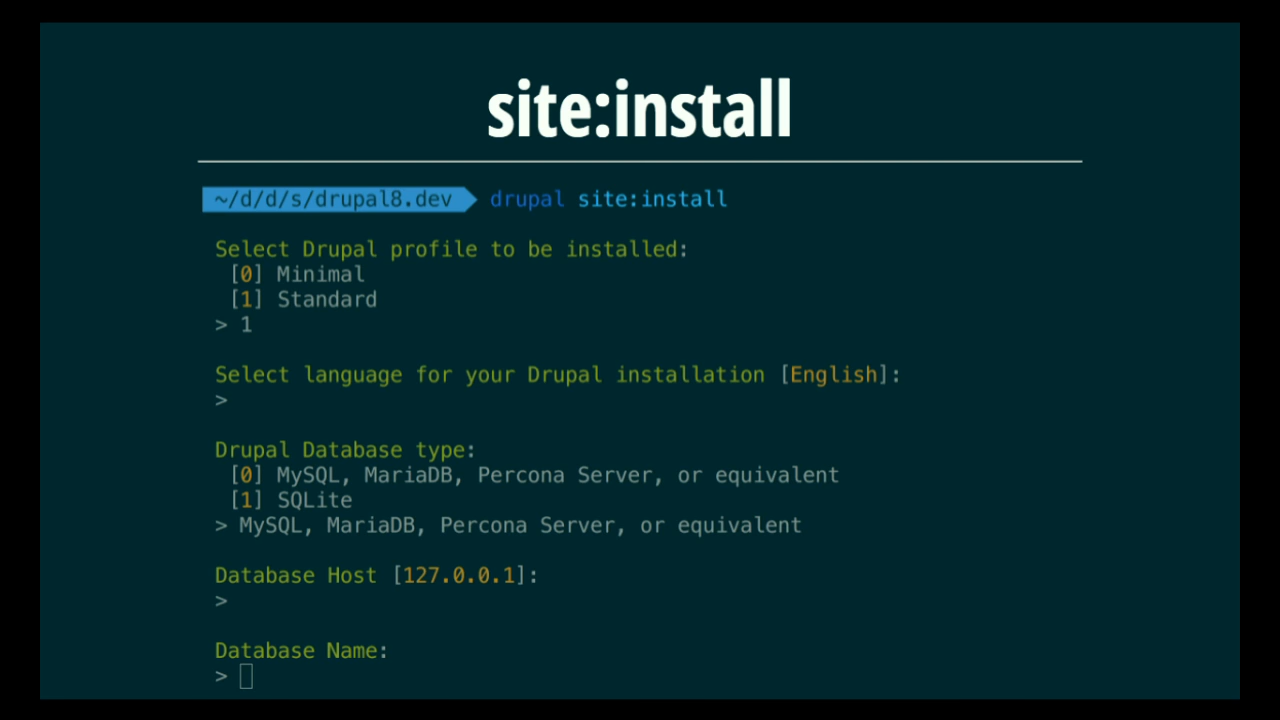 site:install
~/d/d/s/drupal8.dev drupal site:install
Select Drupal profile to be installed:
[0] Minimal
[1] Standard
> 1
Select language for your Drupal installation [English]:
>
Drupal Database type:
[0] MySQL, MariaDB, Percona Server, or equivalent
[1] SQLite
> MySQL, MariaDB, Percona Server, or equivalent
Database Host [127.0.0.1]:
>
Database Name:
>